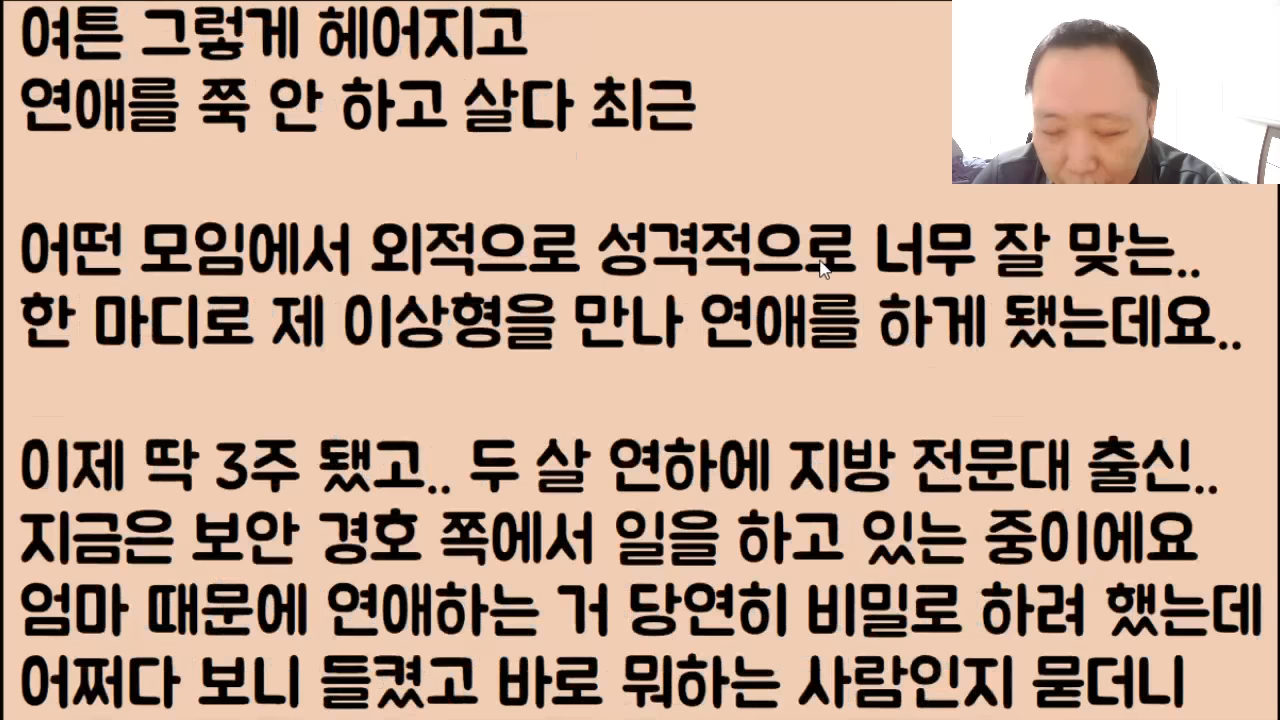 여튼 그렇게 헤어지고
연애를 쭉 안 하고 살다 최근
어떤 모임에서 외적으로 성격적으로 너무 잘 맞는..
한 마디로 제 이상형을 만나 연애를 하게 됐는데요..
이제 딱 3주 됐고.. 두 살 연하에 지방 전문대 출신..
지금은 보안 경호 쪽에서 일을 하고 있는 중이에요
엄마 때문에 연애하는 거 당연히 비밀로 하려 했는데
어쩌다 보니 들켰고 바로 뭐하는 사람인지 묻더니